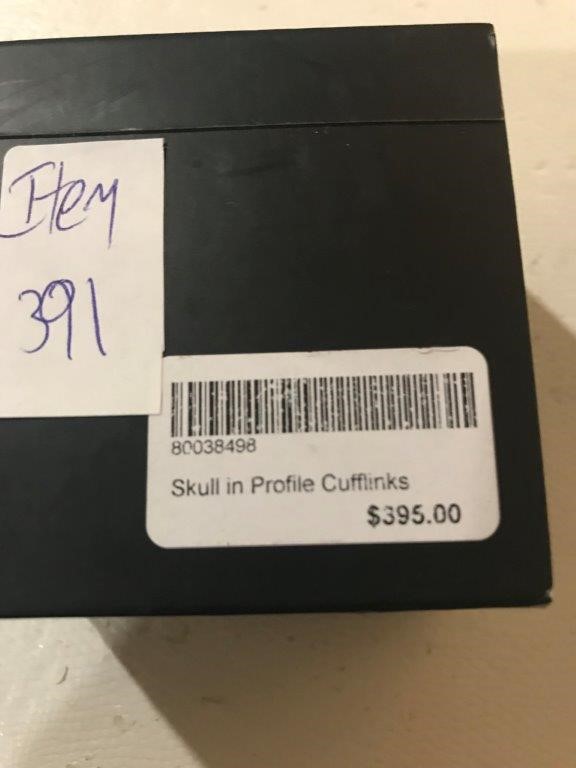 Item
391
80038498
Skull in Profile Cufflinks
$395.00